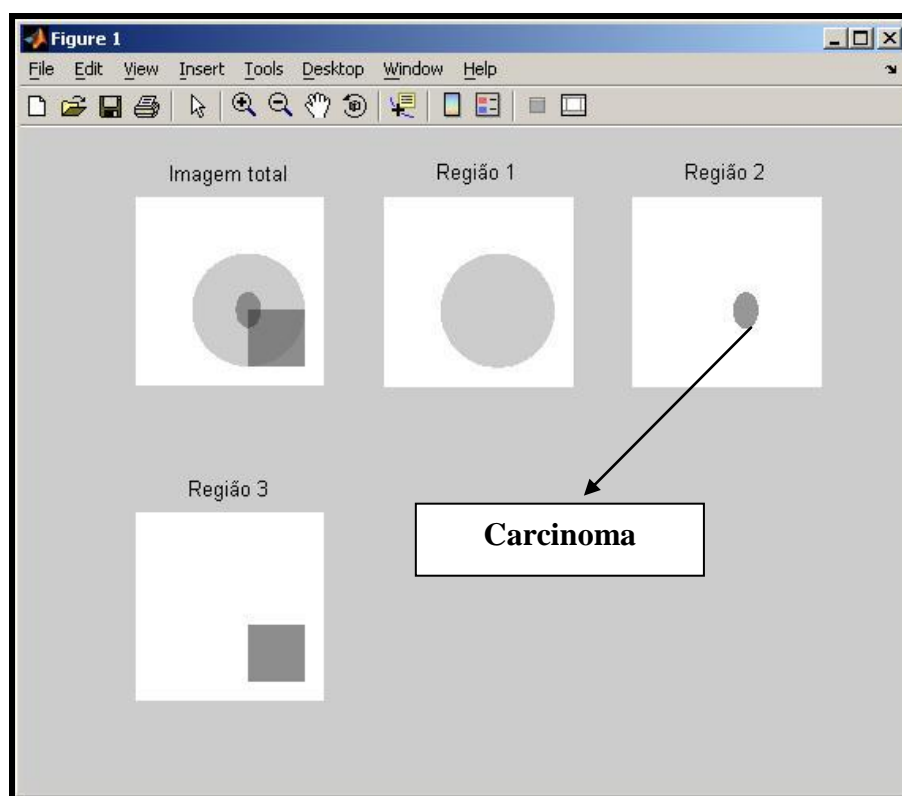 Figure 1
File Edit View Insert Tools Desktop Window Help
Imagem total Região 1 Região 2
Região 3
Carcinoma